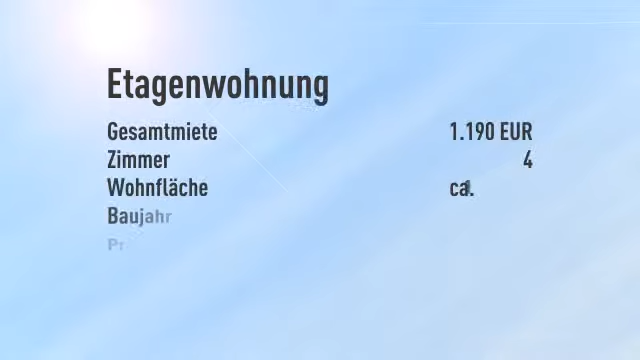 Etagenwohnung
Gesamtmiete 1.190 EUR
Zimmer 4
Wohnfläche ca.
Baujahr